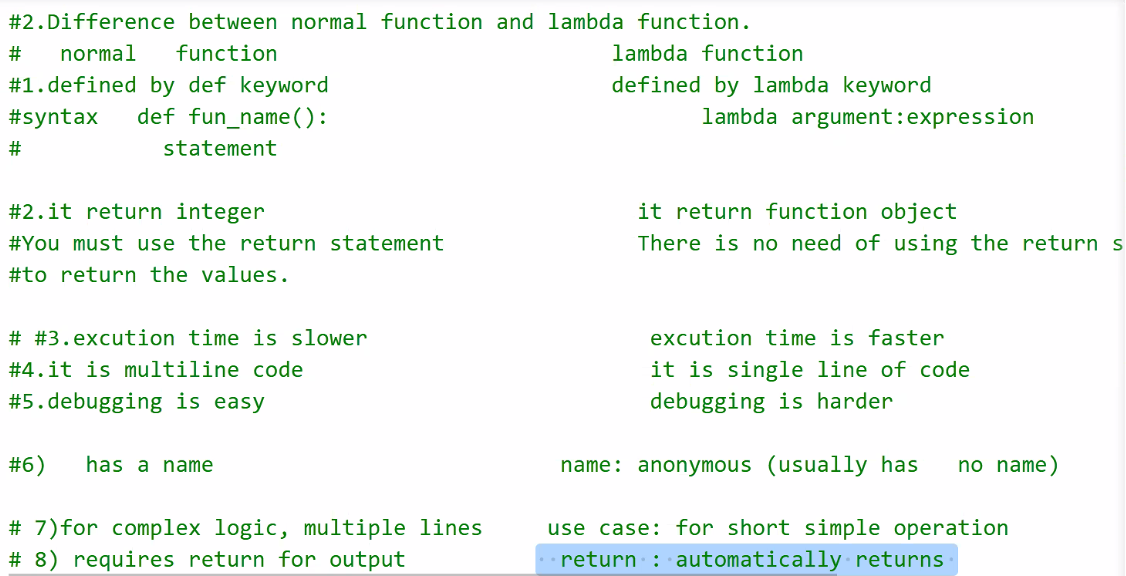 #2.Difference between normal function and lambda function.
#   normal   function                          lambda function
#1.defined by def keyword                      defined by lambda keyword
#syntax   def fun_name():                             lambda argument:expression
#           statement
#2.it return integer                             it return function object
#You must use the return statement               There is no need of using the return s
#to return the values.
# #3.excution time is slower                      excution time is faster
#4.it is multiline code                           it is single line of code
#5.debugging is easy                              debugging is harder
#6)   has a name                           name: anonymous (usually has   no name)
# 7)for complex logic, multiple lines     use case: for short simple operation
# 8) requires return for output            return : automatically returns